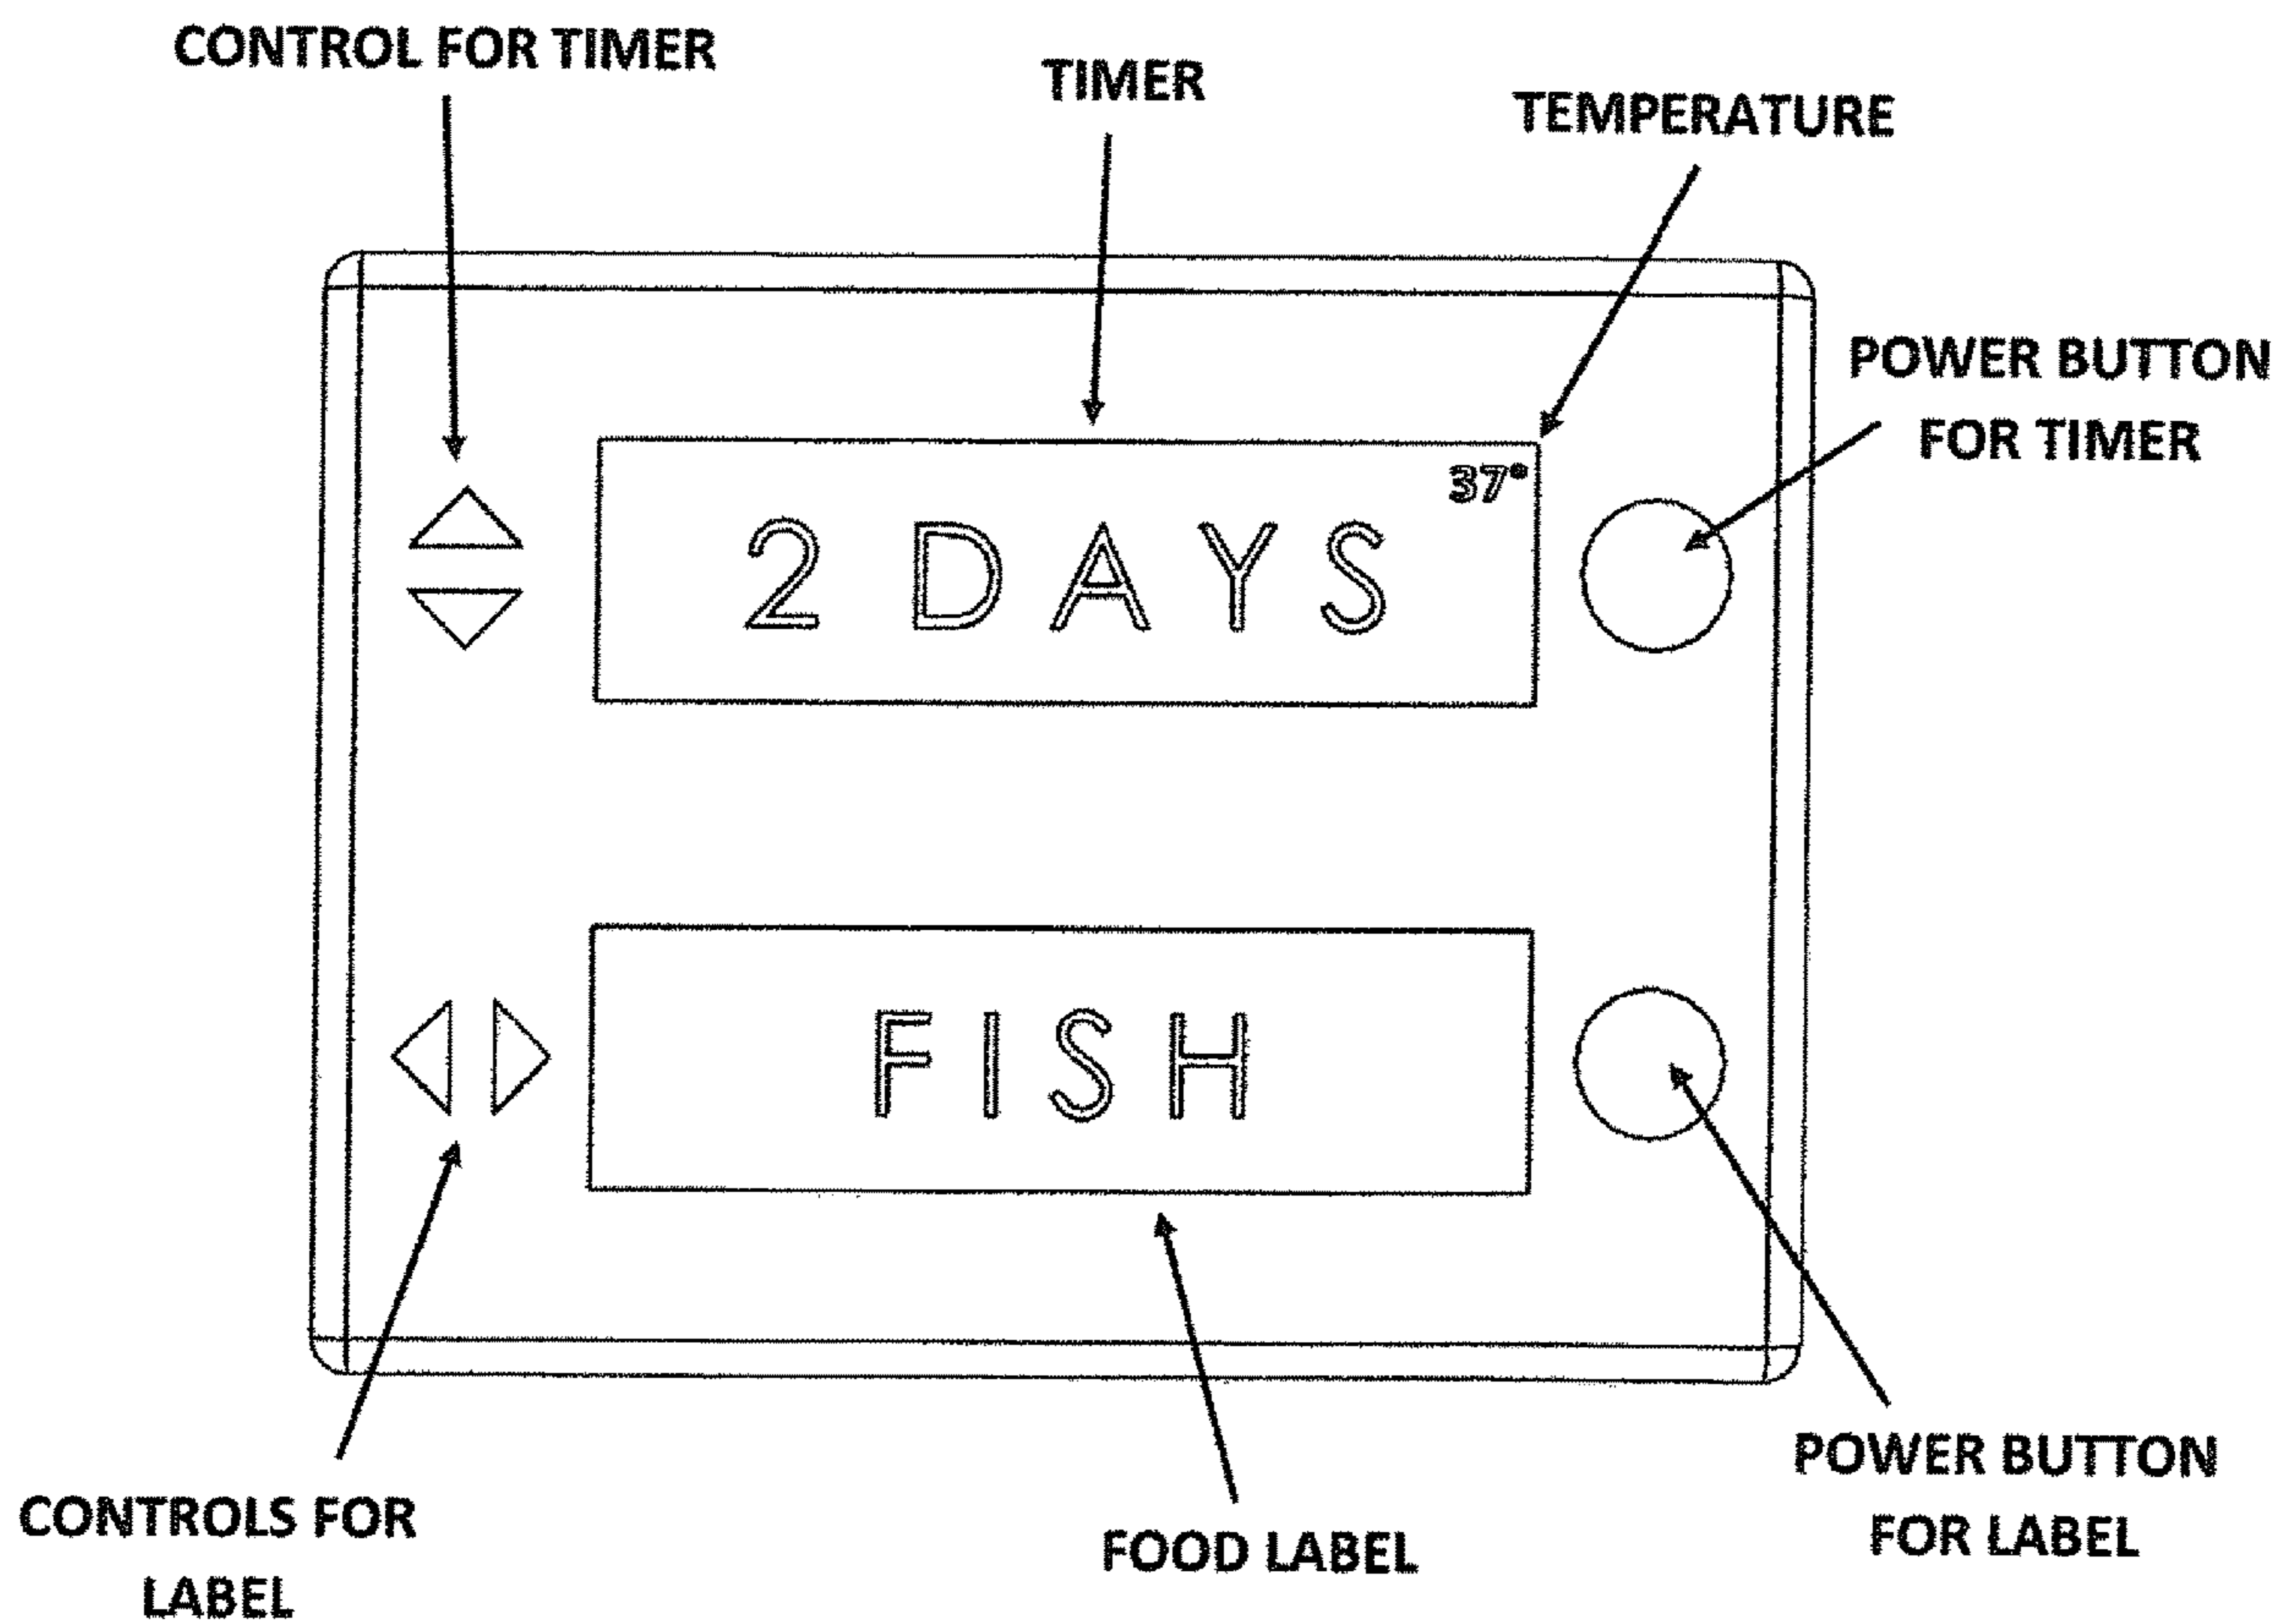 CONTROL FOR TIMER
TIMER
TEMPERATURE
POWER BUTTON
FOR TIMER
37°
2 DAYS
FISH
CONTROLS FOR
LABEL
FOOD LABEL
POWER BUTTON
FOR LABEL